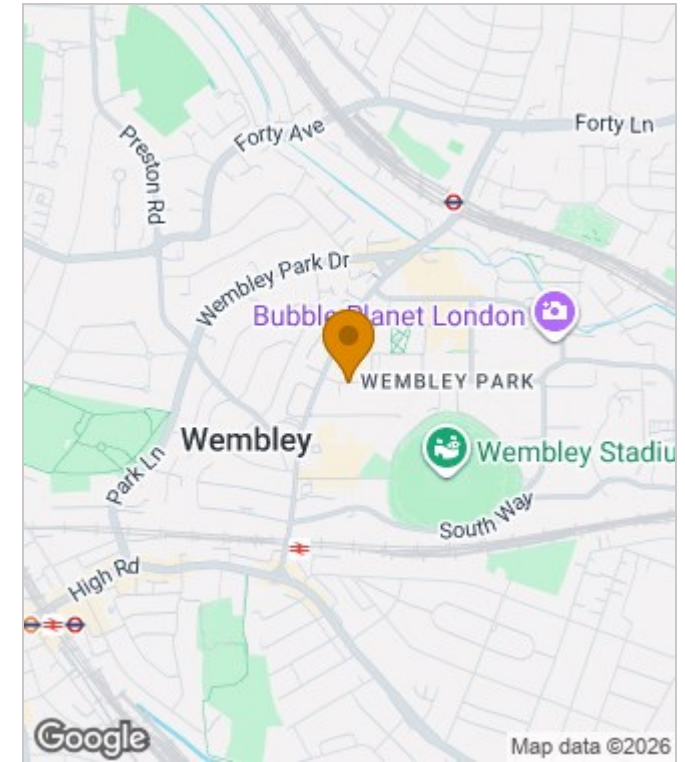 Forty Ave
Forty Ln
Preston Rd
Wembley Park Dr
Bubble Planet London
WEMBLEY PARK
Wembley
Wembley Stadiu
Park Ln
South Way
High Rd
Google
Map data ©2026